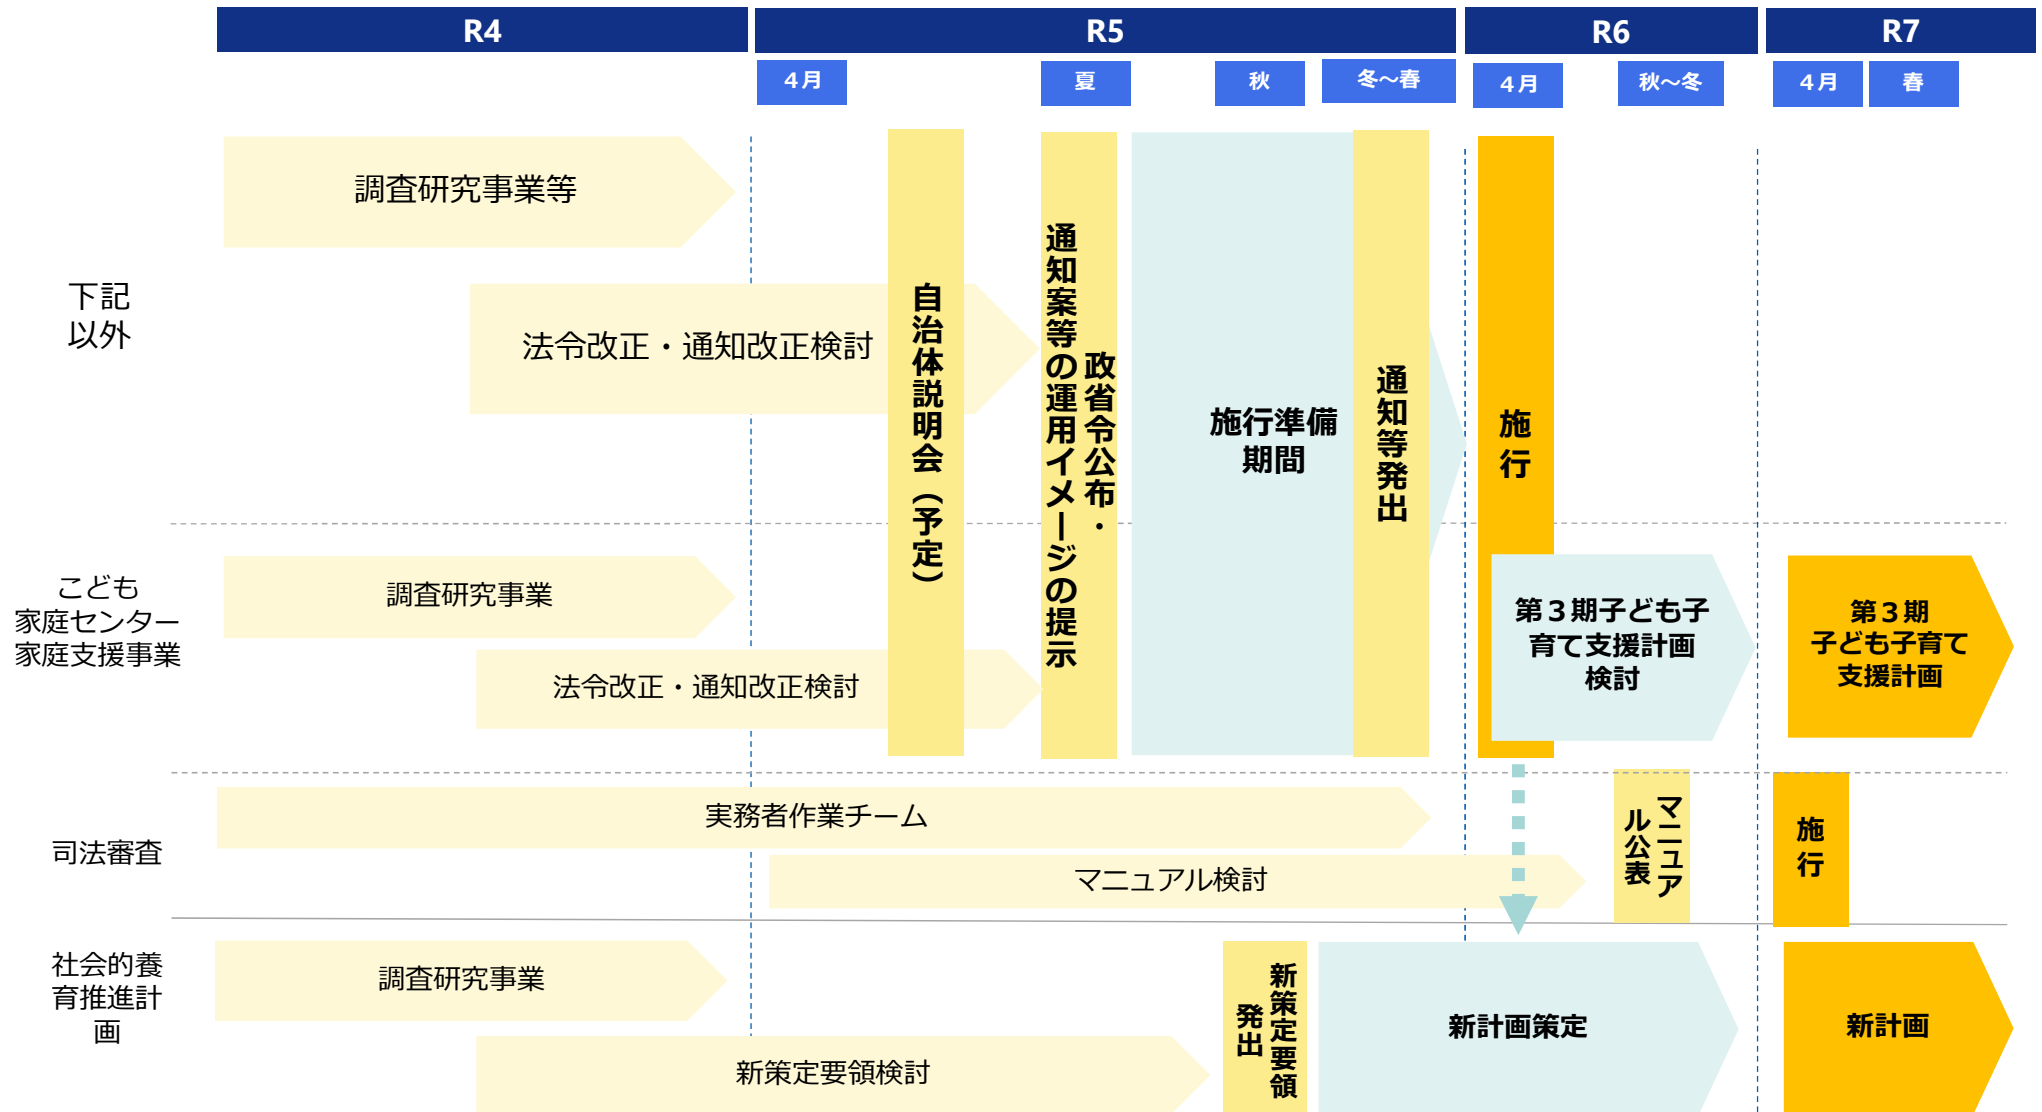 R4
R5
R6
R7
４月
夏
秋
冬～春
４月
秋～冬
４月
春
下記
以外
調査研究事業等
法令改正・通知改正検討
自治体説明会（予定）
政省令公布・
通知案等の運用イメージの提示
施行準備
期間
通知等発出
施行
こども
家庭センター
家庭支援事業
調査研究事業
法令改正・通知改正検討
第３期子ども子
育て支援計画
検討
第３期
子ども子育て
支援計画
司法審査
実務者作業チーム
マニュアル検討
マニュア
ル公表
施
行
社会的養
育推進計
画
調査研究事業
新策定要領検討
新策定要領
発出
新計画策定
新計画